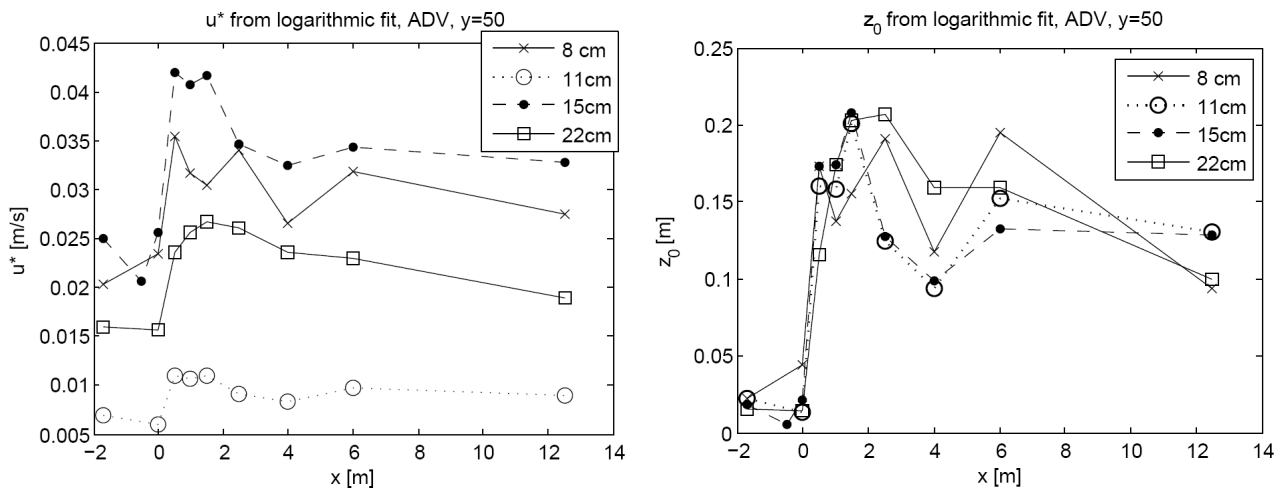 u* from logarithmic fit, ADV, y=50
0.045
0.04
0.035
0.03
0.025
0.02
0.015
0.01
0.005
u* [m/s]
−2 0 2 4 6 8 10 12 14
x [m]
8 cm
11cm
15cm
22cm
z0 from logarithmic fit, ADV, y=50
0.25
0.2
0.15
0.1
0.05
0
z0 [m]
−2 0 2 4 6 8 10 12 14
x [m]
8 cm
11cm
15cm
22cm